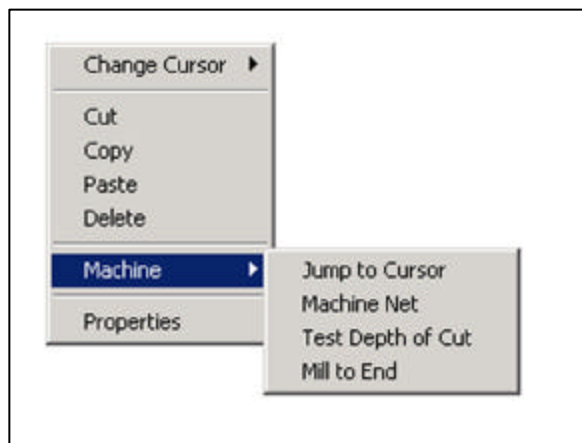 Change Cursor
Cut
Copy
Paste
Delete
Machine
Properties
Jump to Cursor
Machine Net
Test Depth of Cut
Mill to End